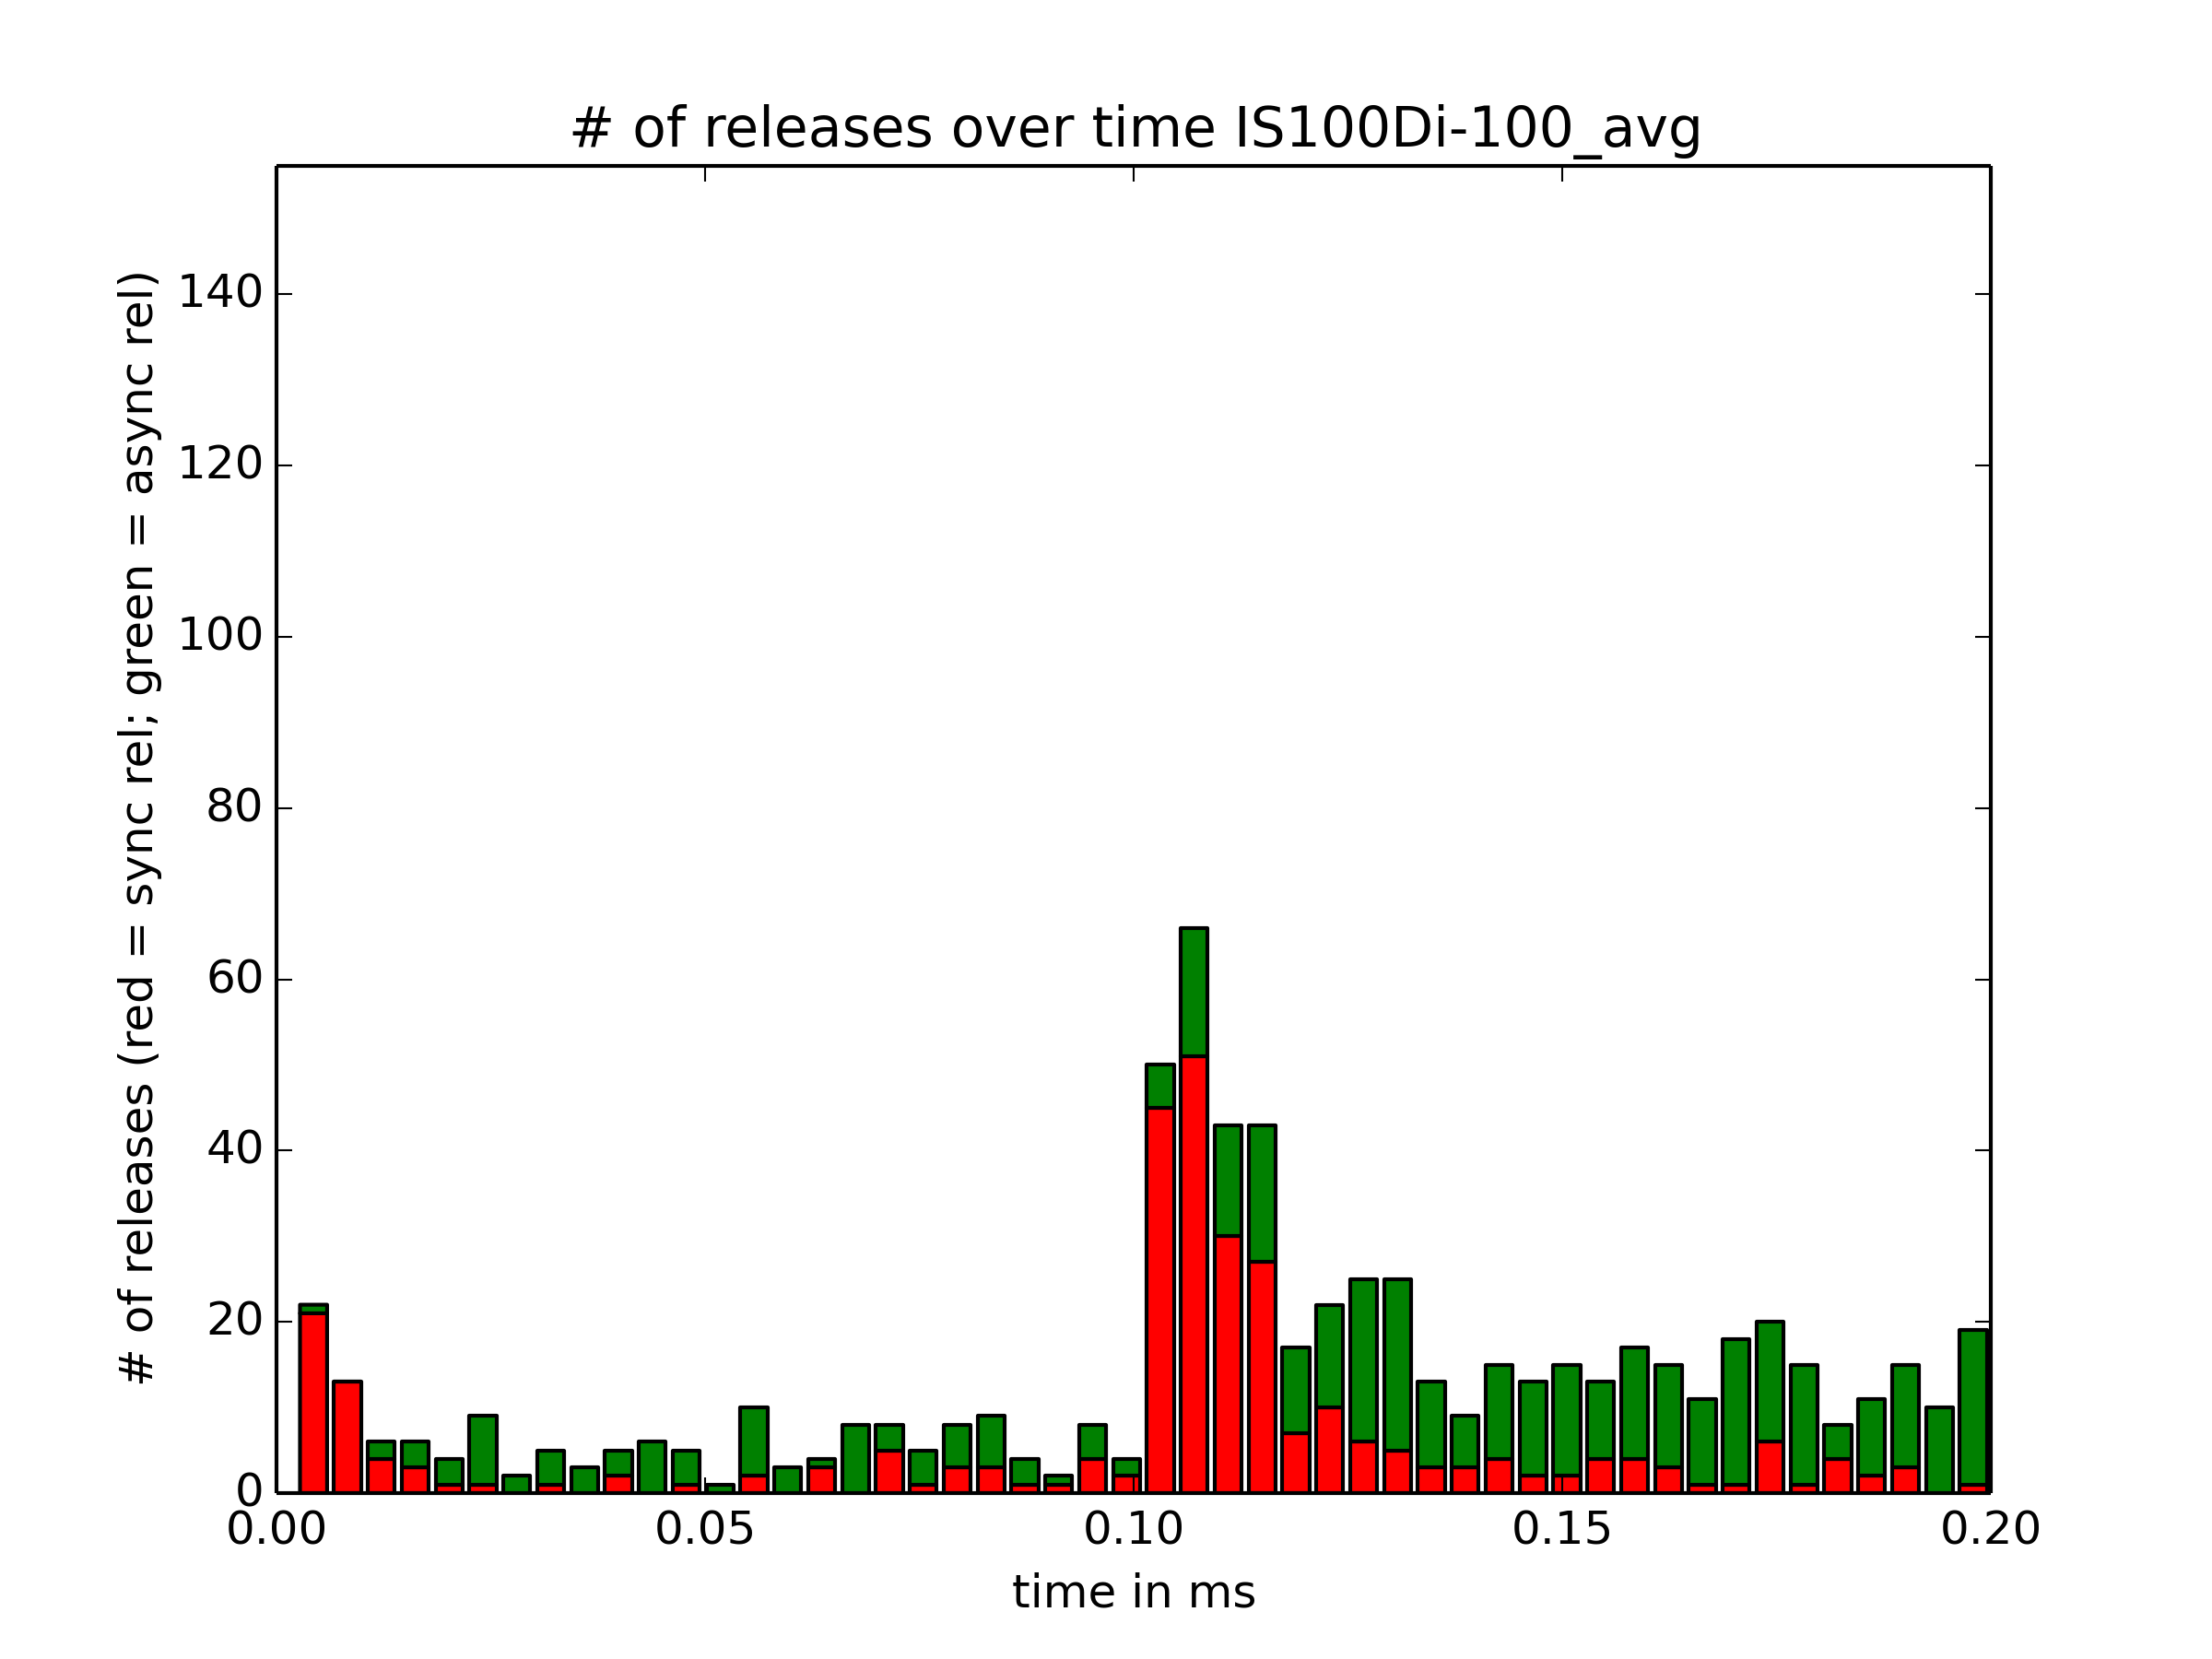 # of releases over time IS100Di-100_avg
# of releases (red = sync rel; green = async rel)
140
120
100
80
60
40
20
0
0.00 0.05 0.10 0.15 0.20
time in ms